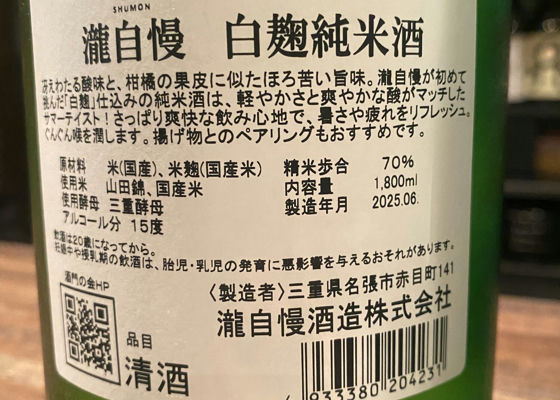 SHUMON
瀧自慢 白麹純米酒
冴えわたる酸味と、柑橘の果皮に似たほろ苦い旨味。瀧自慢が初めて
挑んだ「白麹」仕込みの純米酒は、軽やかさと爽やかな酸がマッチした
サマーテイスト!さっぱり爽快な飲み心地で、暑さや疲れをリフレッシュ。
ぐんぐん喉を潤します。揚げ物とのペアリングもおすすめです。
原材料 米(国産)、米麹(国産米) 精米歩合 70%
使用米 山田錦、国産米 内容量 1,800ml
使用酵母 三重酵母 製造年月 2025.06.
アルコール分 15度
飲酒は20歳になってから。
妊娠中や授乳期の飲酒は、胎児・乳児の発育に悪影響を与えるおそれがあります。
酒門の会HP
〈製造者〉三重県名張市赤目町141
瀧自慢酒造株式会社
品目
清酒
4 933380 204231